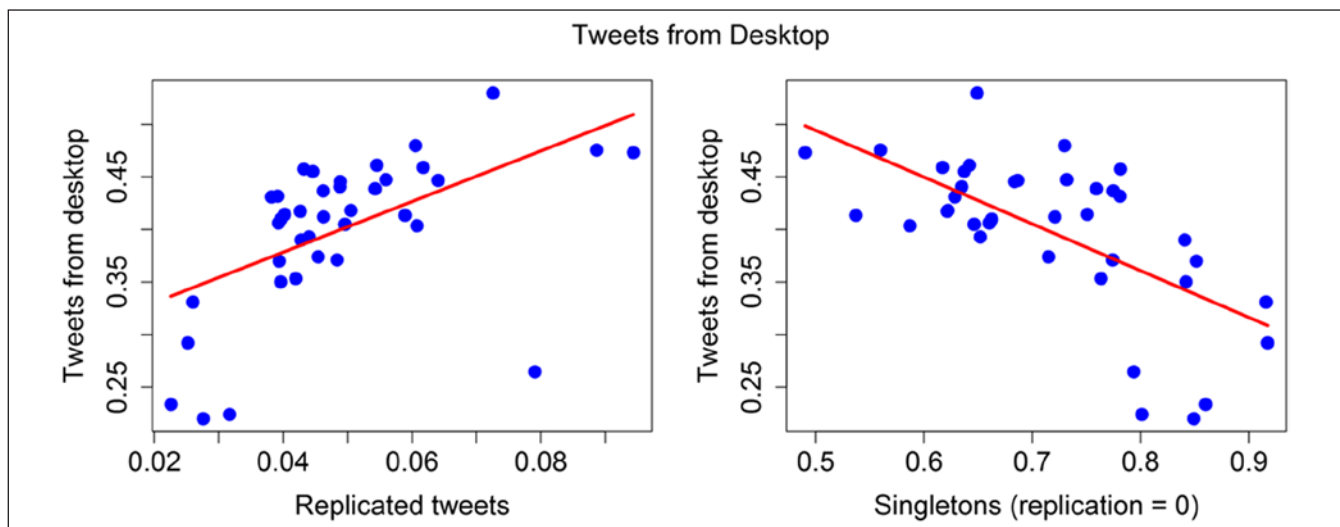 Tweets from Desktop
Tweets from desktop
0.45
0.35
0.25
0.02 0.04 0.06 0.08
Replicated tweets
Tweets from desktop
0.45
0.35
0.25
0.5 0.6 0.7 0.8 0.9
Singletons (replication = 0)